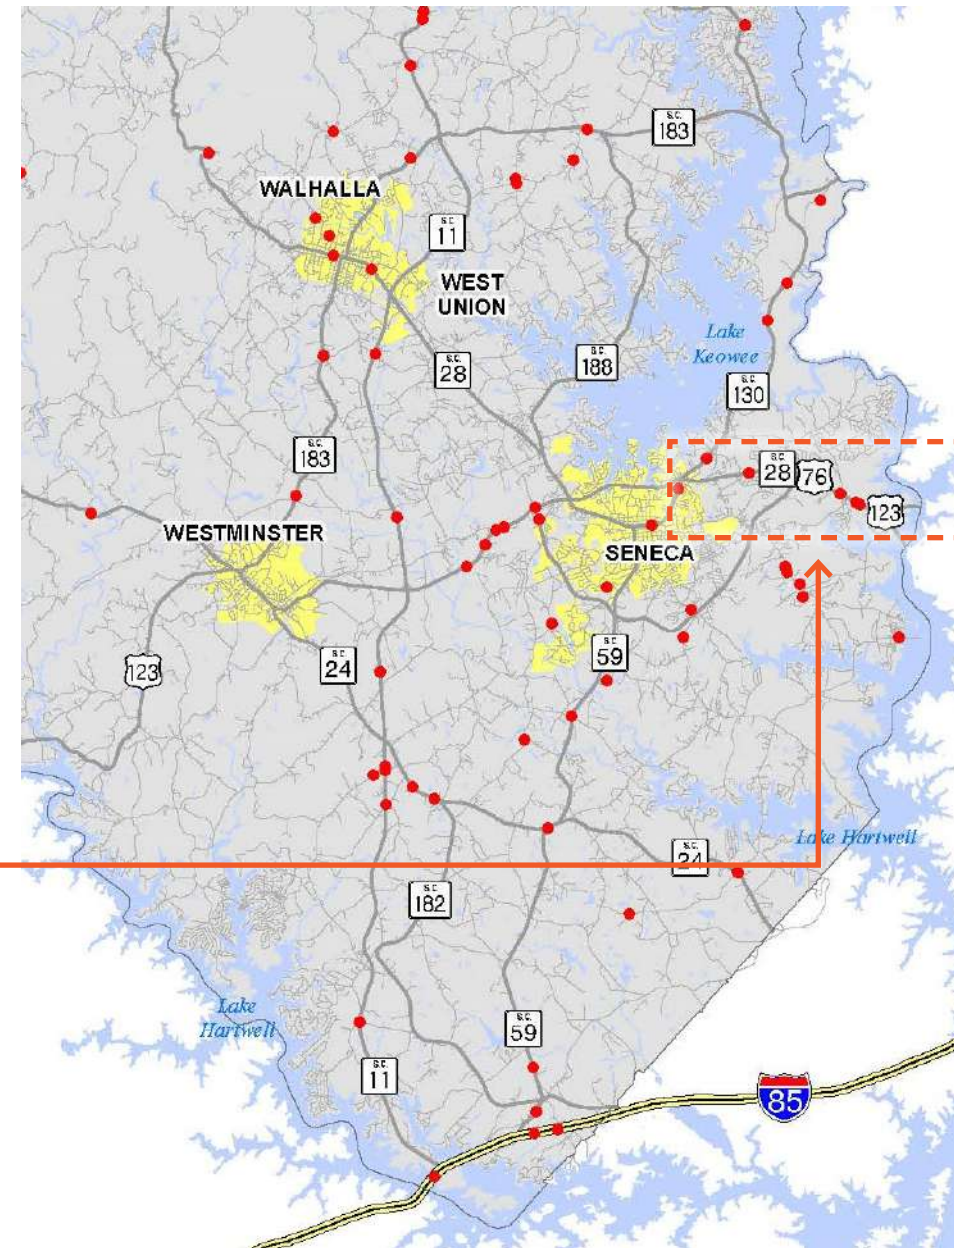 S.C.
183
WALHALLA
S.C.
11
WEST
UNION
Lake
Keowee
S.C.
188
S.C.
28
S.C.
130
S.C.
183
S.C.
28
76
123
WESTMINSTER
SENECA
S.C.
59
S.C.
24
123
Lake Hartwell
S.C.
24
S.C.
182
Lake
Hartwell
S.C.
59
S.C.
11
85